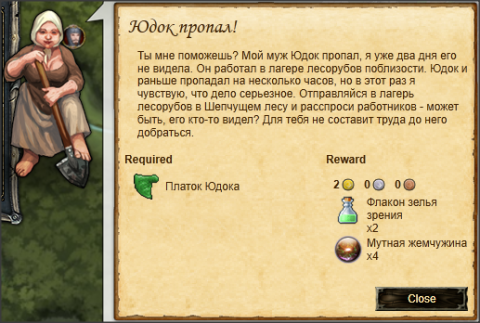 Юдок пропал!
Ты мне поможешь? Мой муж Юдок пропал, я уже два дня его
не видела. Он работал в лагере лесорубов поблизости. Юдок и
раньше пропадал на несколько часов, но в этот раз я
чувствую, что дело серьезное. Отправляйся в лагерь
лесорубов в Шепчущем лесу и расспроси работников - может
быть, его кто-то видел? Для тебя не составит труда до него
добраться.
Required
Reward
Платок Юдока
2 0 0
Флакон зелья
зрения
x2
Мутная жемчужина
x4
Close